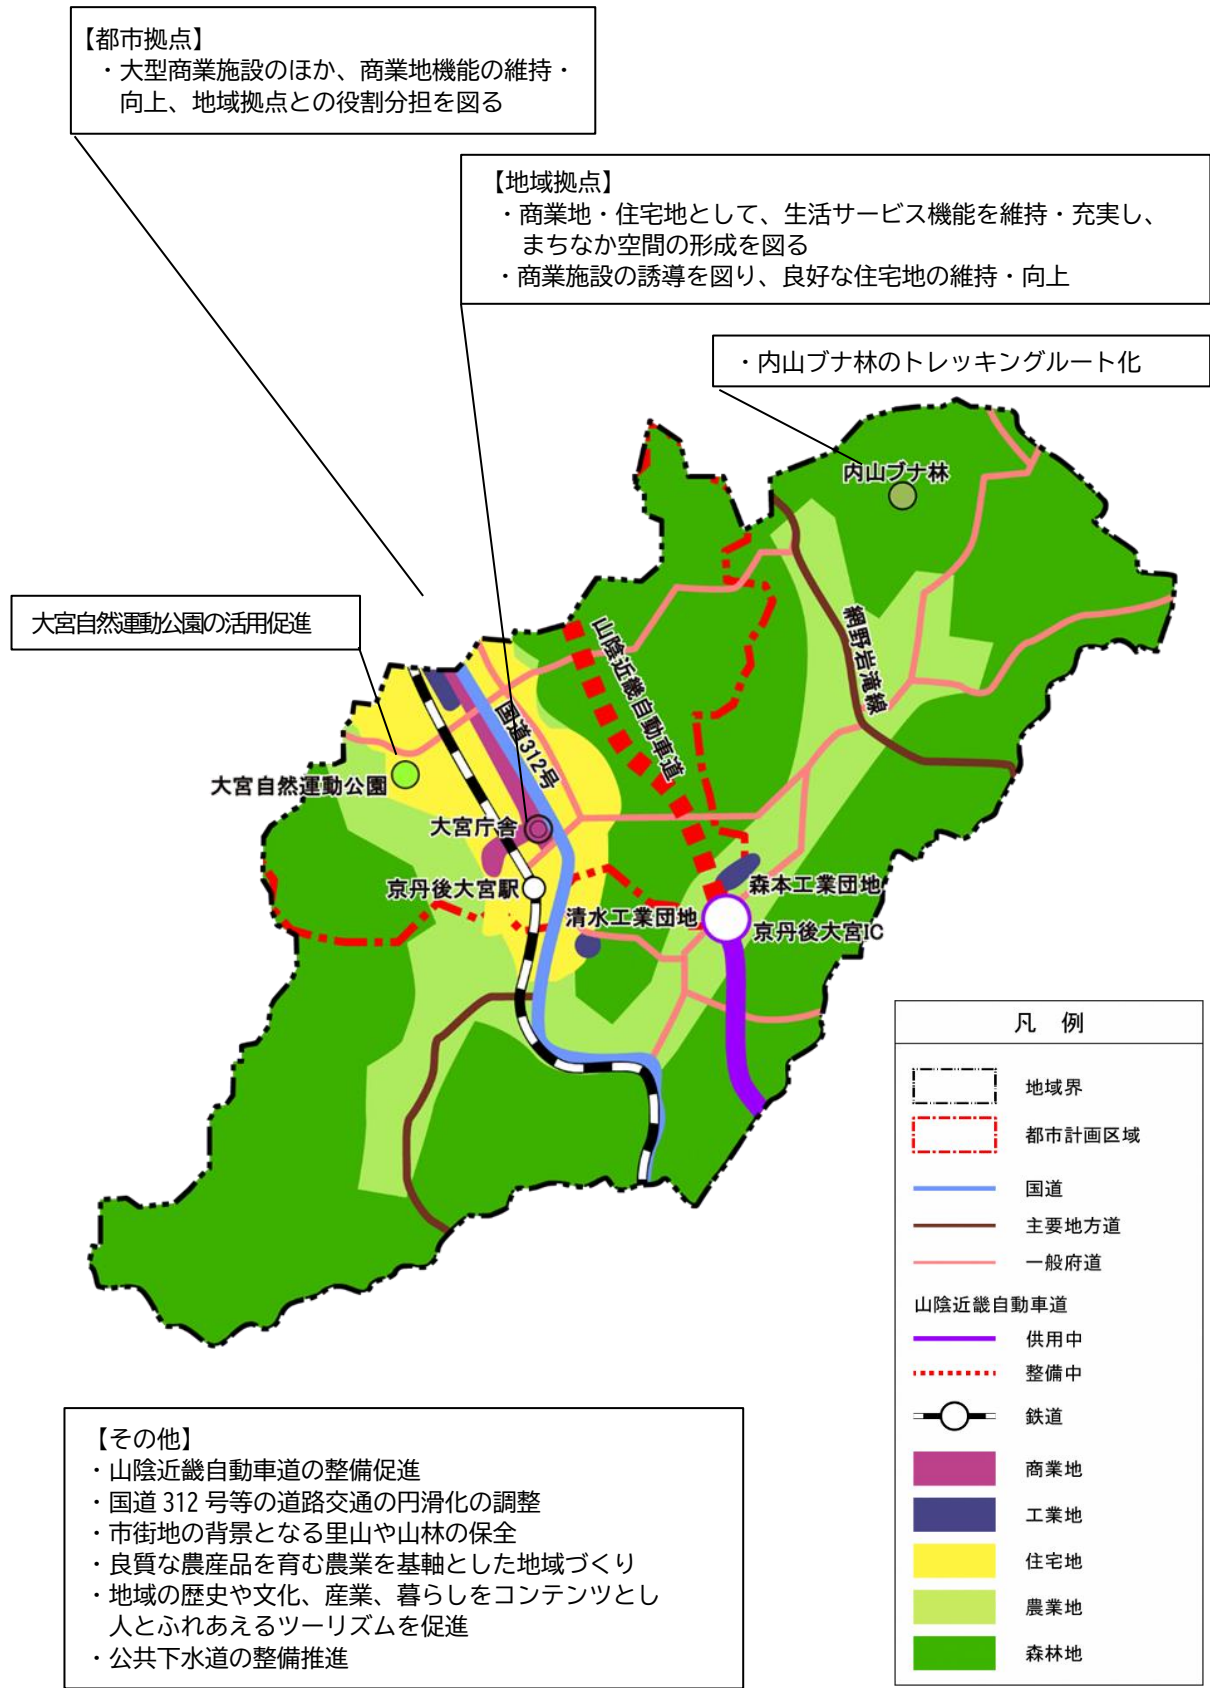 【都市拠点】
・大型商業施設のほか、商業地機能の維持・
向上、地域拠点との役割分担を図る
【地域拠点】
・商業地・住宅地として、生活サービス機能を維持・充実し、
まちなか空間の形成を図る
・商業施設の誘導を図り、良好な住宅地の維持・向上
・内山ブナ林のトレッキングルート化
内山ブナ林
大宮自然運動公園の活用促進
山陰近畿自動車道
網野岩滝線
国道312号
大宮自然運動公園
大宮庁舎
京丹後大宮駅
森本工業団地
清水工業団地
京丹後大宮IC
凡 例
地域界
都市計画区域
国道
主要地方道
一般府道
山陰近畿自動車道
供用中
整備中
鉄道
商業地
工業地
住宅地
農業地
森林地
【その他】
・山陰近畿自動車道の整備促進
・国道 312 号等の道路交通の円滑化の調整
・市街地の背景となる里山や山林の保全
・良質な農産品を育む農業を基軸とした地域づくり
・地域の歴史や文化、産業、暮らしをコンテンツとし
人とふれあえるツーリズムを促進
・公共下水道の整備推進